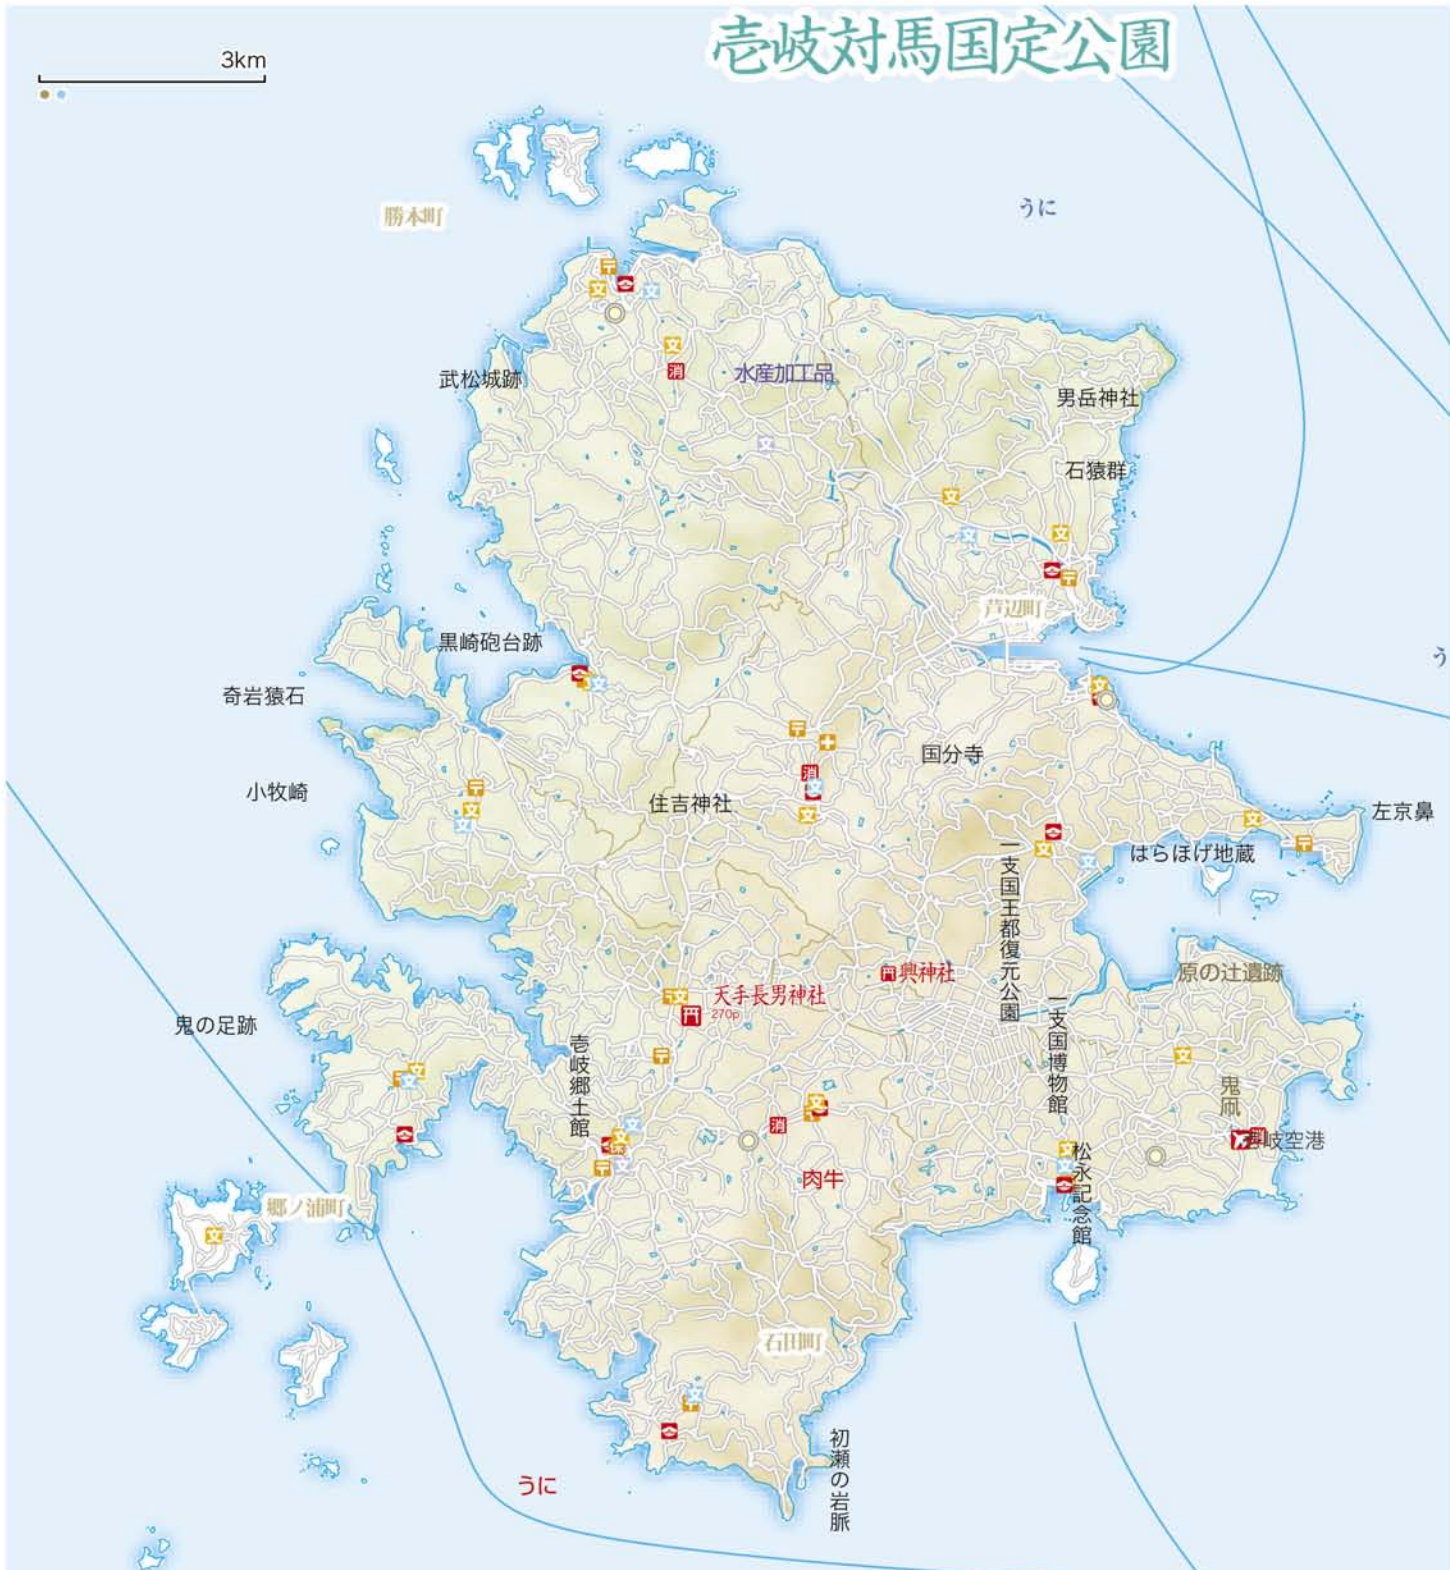 壱岐対馬国定公園
3km
うに
勝本町
武松城跡
水産加工品
男岳神社
石猿群
芦辺町
黒崎砲台跡
う
奇岩猿石
国分寺
小牧崎
住吉神社
左京鼻
はらほげ地蔵
一支国王都復元公園
興神社
原の辻遺跡
天手長男神社
270p
鬼の足跡
一支国博物館
壱岐郷土館
鬼凧
壱岐空港
松永記念館
肉牛
郷ノ浦町
石田町
初瀬の岩脈
うに